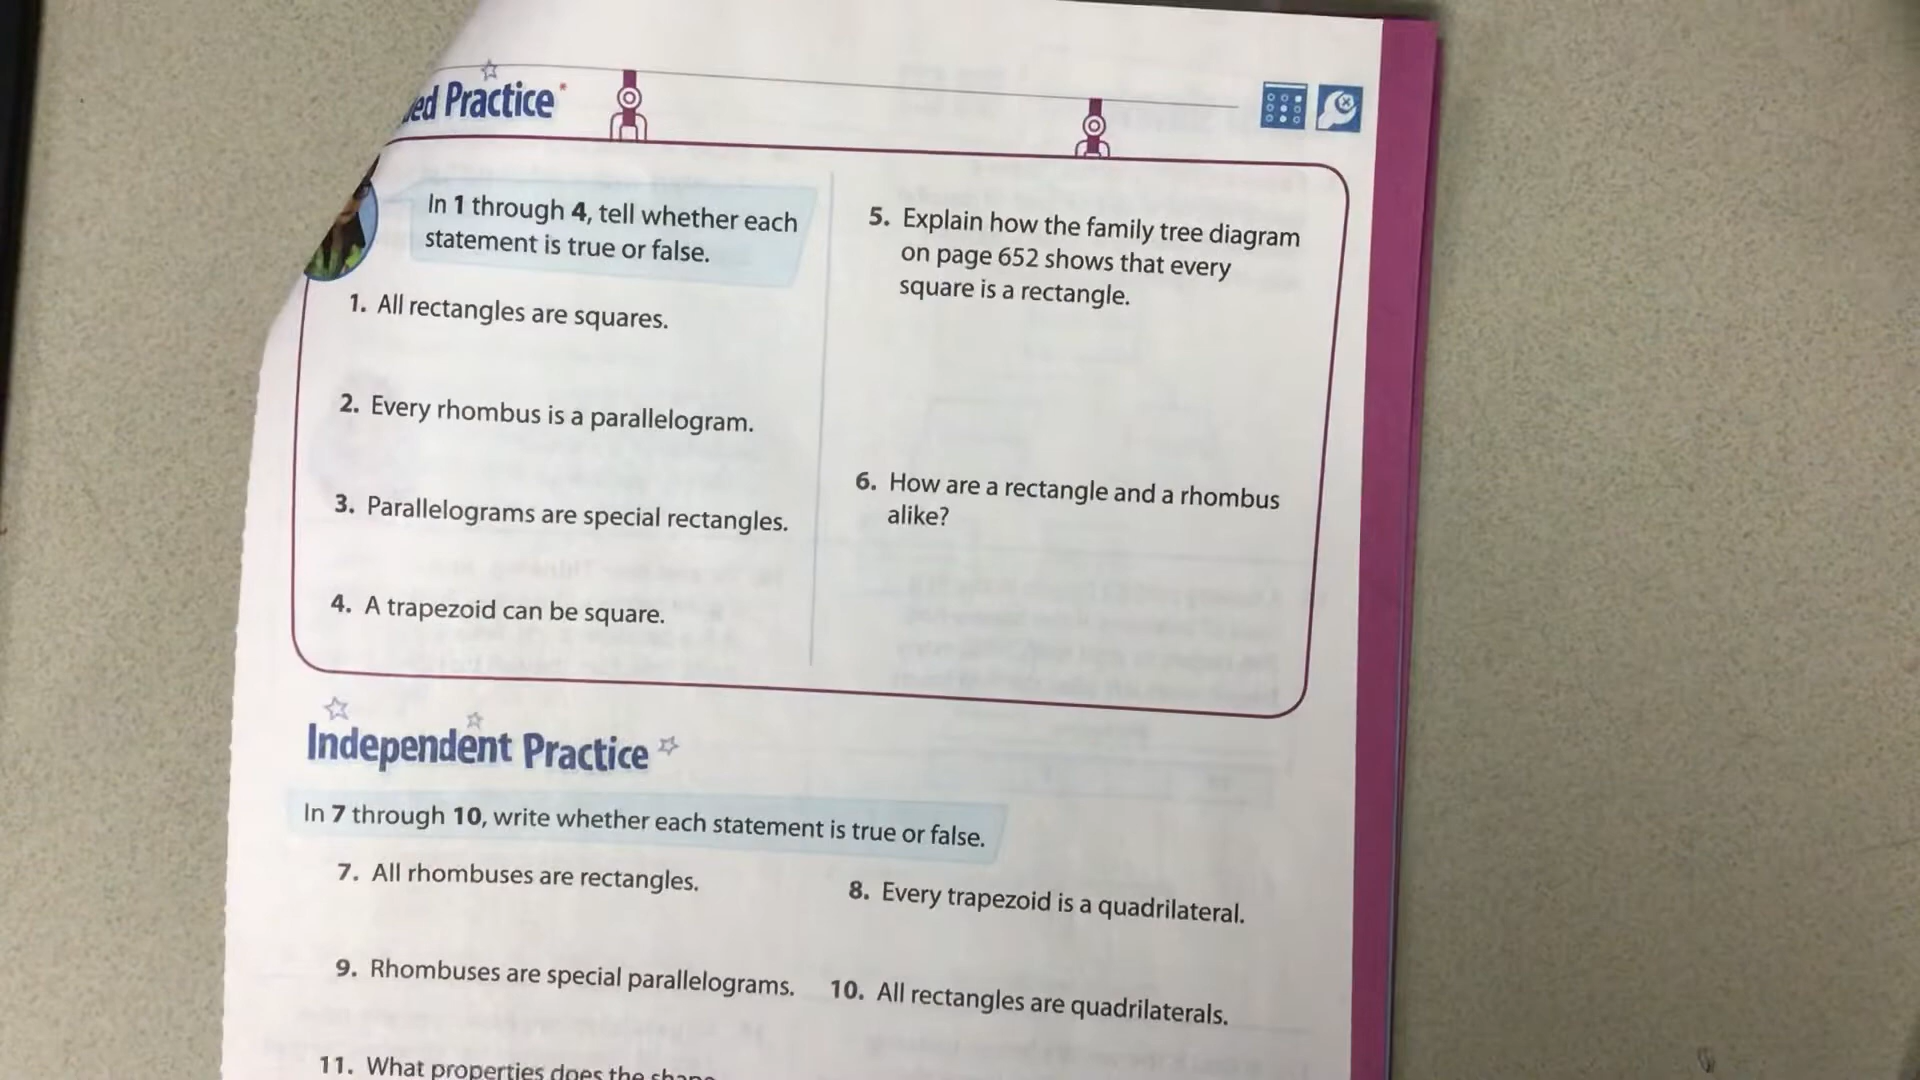 Practice
In 1 through 4, tell whether each
statement is true or false.
1. All rectangles are squares.
2. Every rhombus is a parallelogram.
3. Parallelograms are special rectangles.
4. A trapezoid can be square.
5. Explain how the family tree diagram
on page 652 shows that every
square is a rectangle.
6. How are a rectangle and a rhombus
alike?
Independent Practice
In 7 through 10, write whether each statement is true or false.
7. All rhombuses are rectangles.
8. Every trapezoid is a quadrilateral.
9. Rhombuses are special parallelograms.
10. All rectangles are quadrilaterals.
11. What properties does the shape